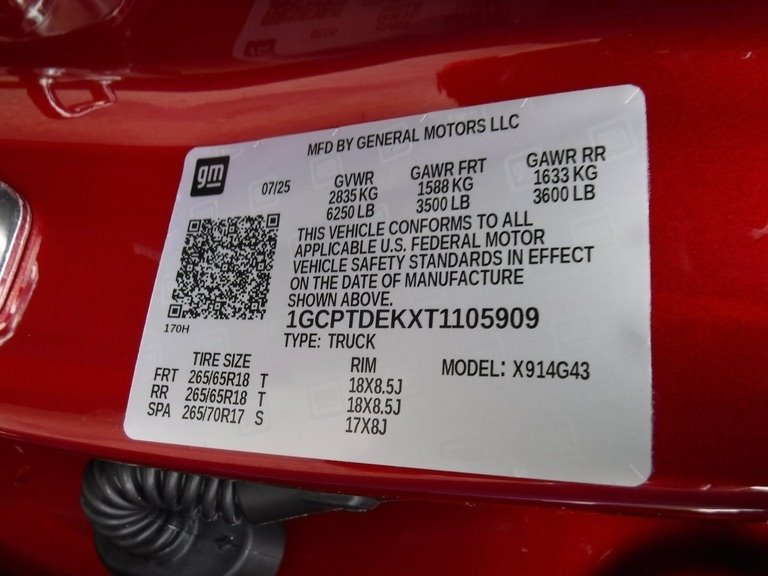 MFD BY GENERAL MOTORS LLC
gm
07/25
GVWR
2835 KG
6250 LB
GAWR FRT
1588 KG
3500 LB
GAWR RR
1633 KG
3600 LB
THIS VEHICLE CONFORMS TO ALL
APPLICABLE U.S. FEDERAL MOTOR
VEHICLE SAFETY STANDARDS IN EFFECT
ON THE DATE OF MANUFACTURE
SHOWN ABOVE.
170H
1GCPTDEKXT1105909
TYPE: TRUCK
MODEL: X914G43
TIRE SIZE RIM
FRT 265/65R18 T 18X8.5J
RR 265/65R18 T 18X8.5J
SPA 265/70R17 S 17X8J